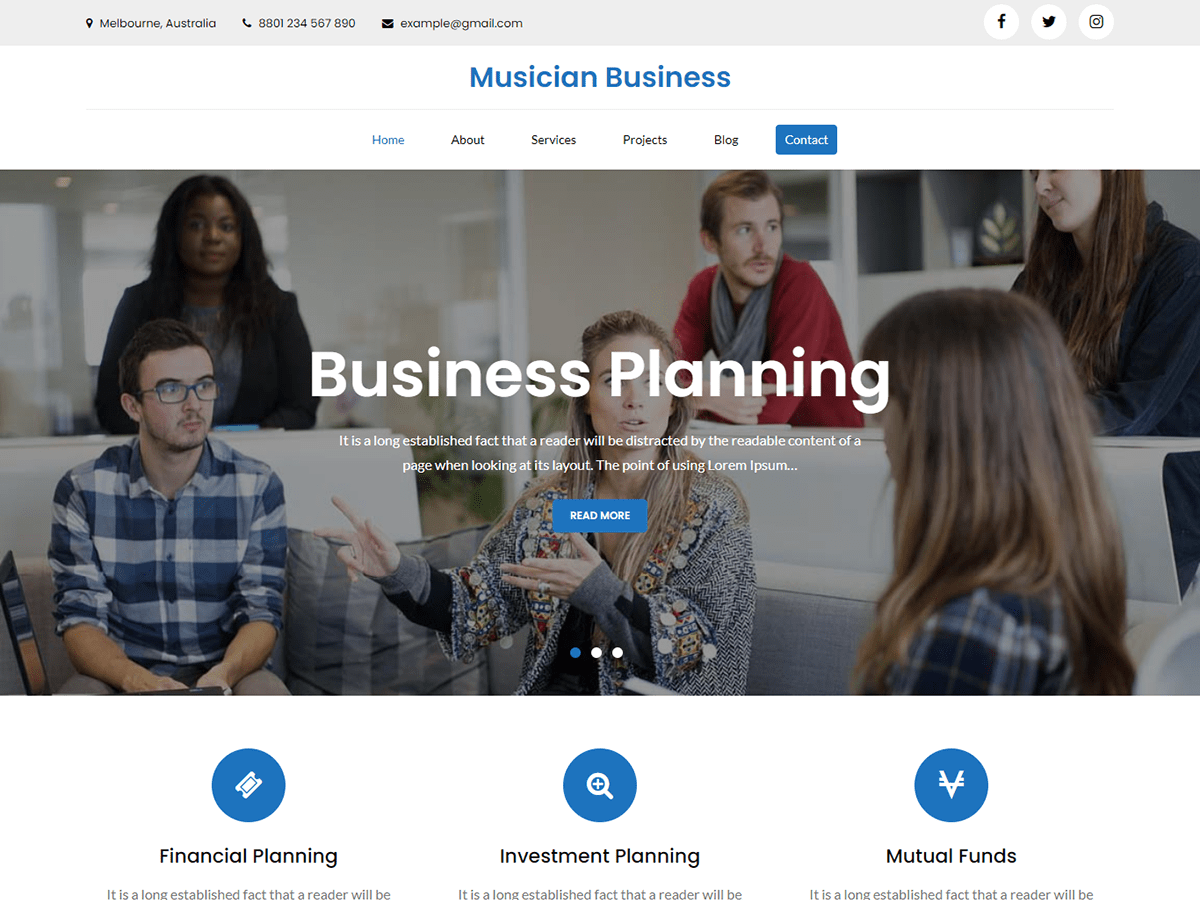 Melbourne, Australia 8801 234 567 890 example@gmail.com
Musician Business
Home About Services Projects Blog Contact
Business Planning
It is a long established fact that a reader will be distracted by the readable content of a
page when looking at its layout. The point of using Lorem Ipsum...
READ MORE
Financial Planning Investment Planning Mutual Funds
It is a long established fact that a reader will be It is a long established fact that a reader will be It is a long established fact that a reader will be